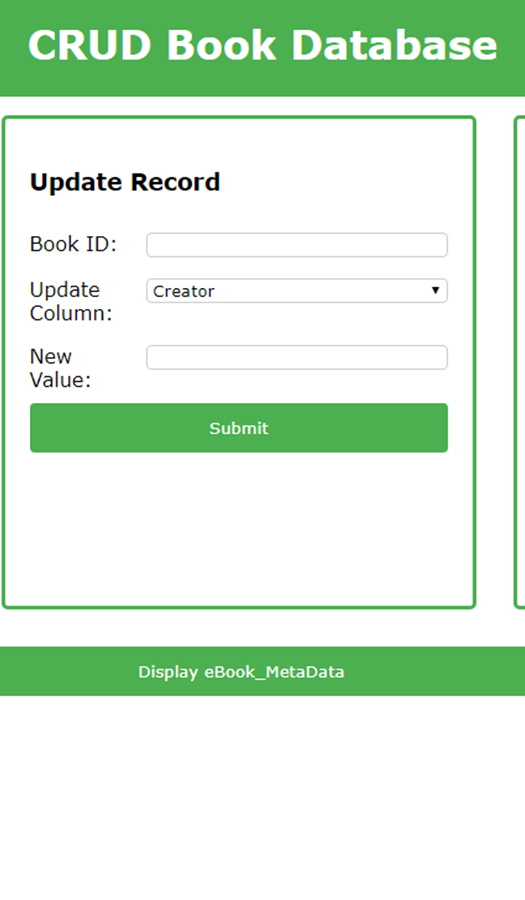 CRUD Book Database
Update Record
Book ID:
Update
Column:
Creator
New
Value:
Submit
Display eBook_MetaData